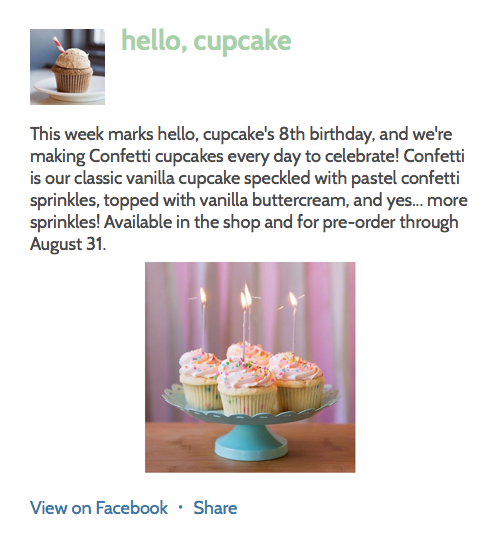 hello, cupcake
This week marks hello, cupcake's 8th birthday, and we're
making Confetti cupcakes every day to celebrate! Confetti
is our classic vanilla cupcake speckled with pastel confetti
sprinkles, topped with vanilla buttercream, and yes... more
sprinkles! Available in the shop and for pre-order through
August 31.
View on Facebook · Share